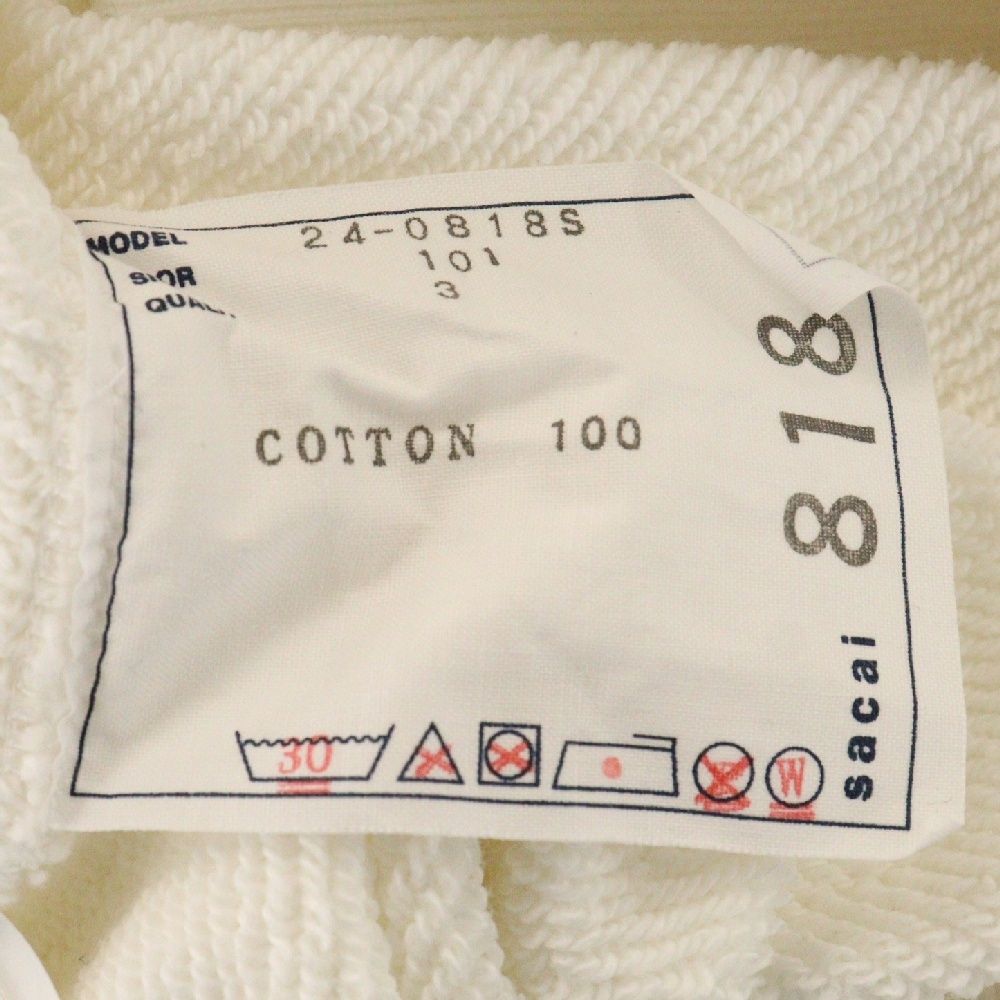 MODEL 24-0818S
101
3
COTTON 100
818
sacai
30
W